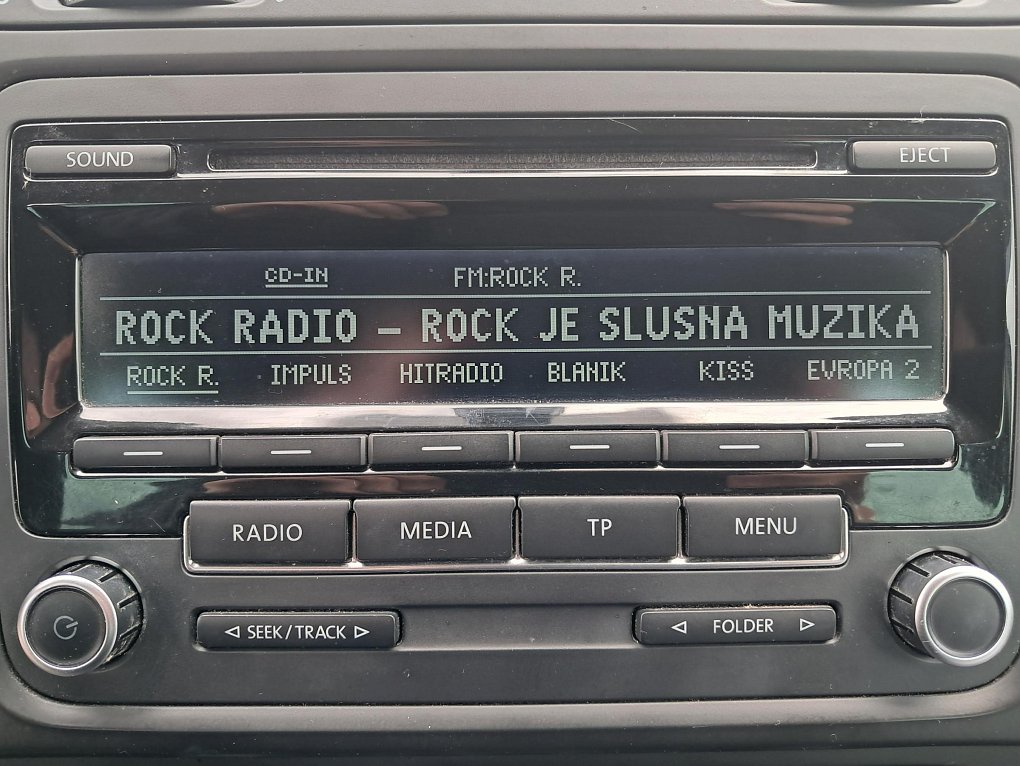 SOUND EJECT
CD-IN FM:ROCK R.
ROCK RADIO - ROCK JE SLUSNA MUZIKA
ROCK R. IMPULS HITRADIO BLANIK KISS EVROPA 2
RADIO MEDIA TP MENU
SEEK/TRACK FOLDER